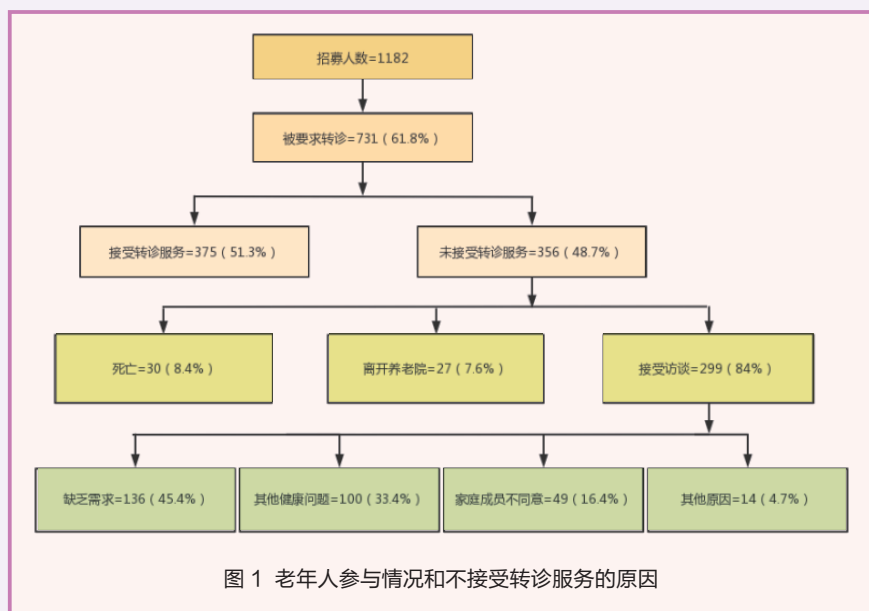 招募人数=1182
被要求转诊=731（61.8%）
接受转诊服务=375（51.3%）
未接受转诊服务=356（48.7%）
死亡=30（8.4%）
离开养老院=27（7.6%）
接受访谈=299（84%）
缺乏需求=136（45.4%）
其他健康问题=100（33.4%）
家庭成员不同意=49（16.4%）
其他原因=14（4.7%）
图 1 老年人参与情况和不接受转诊服务的原因